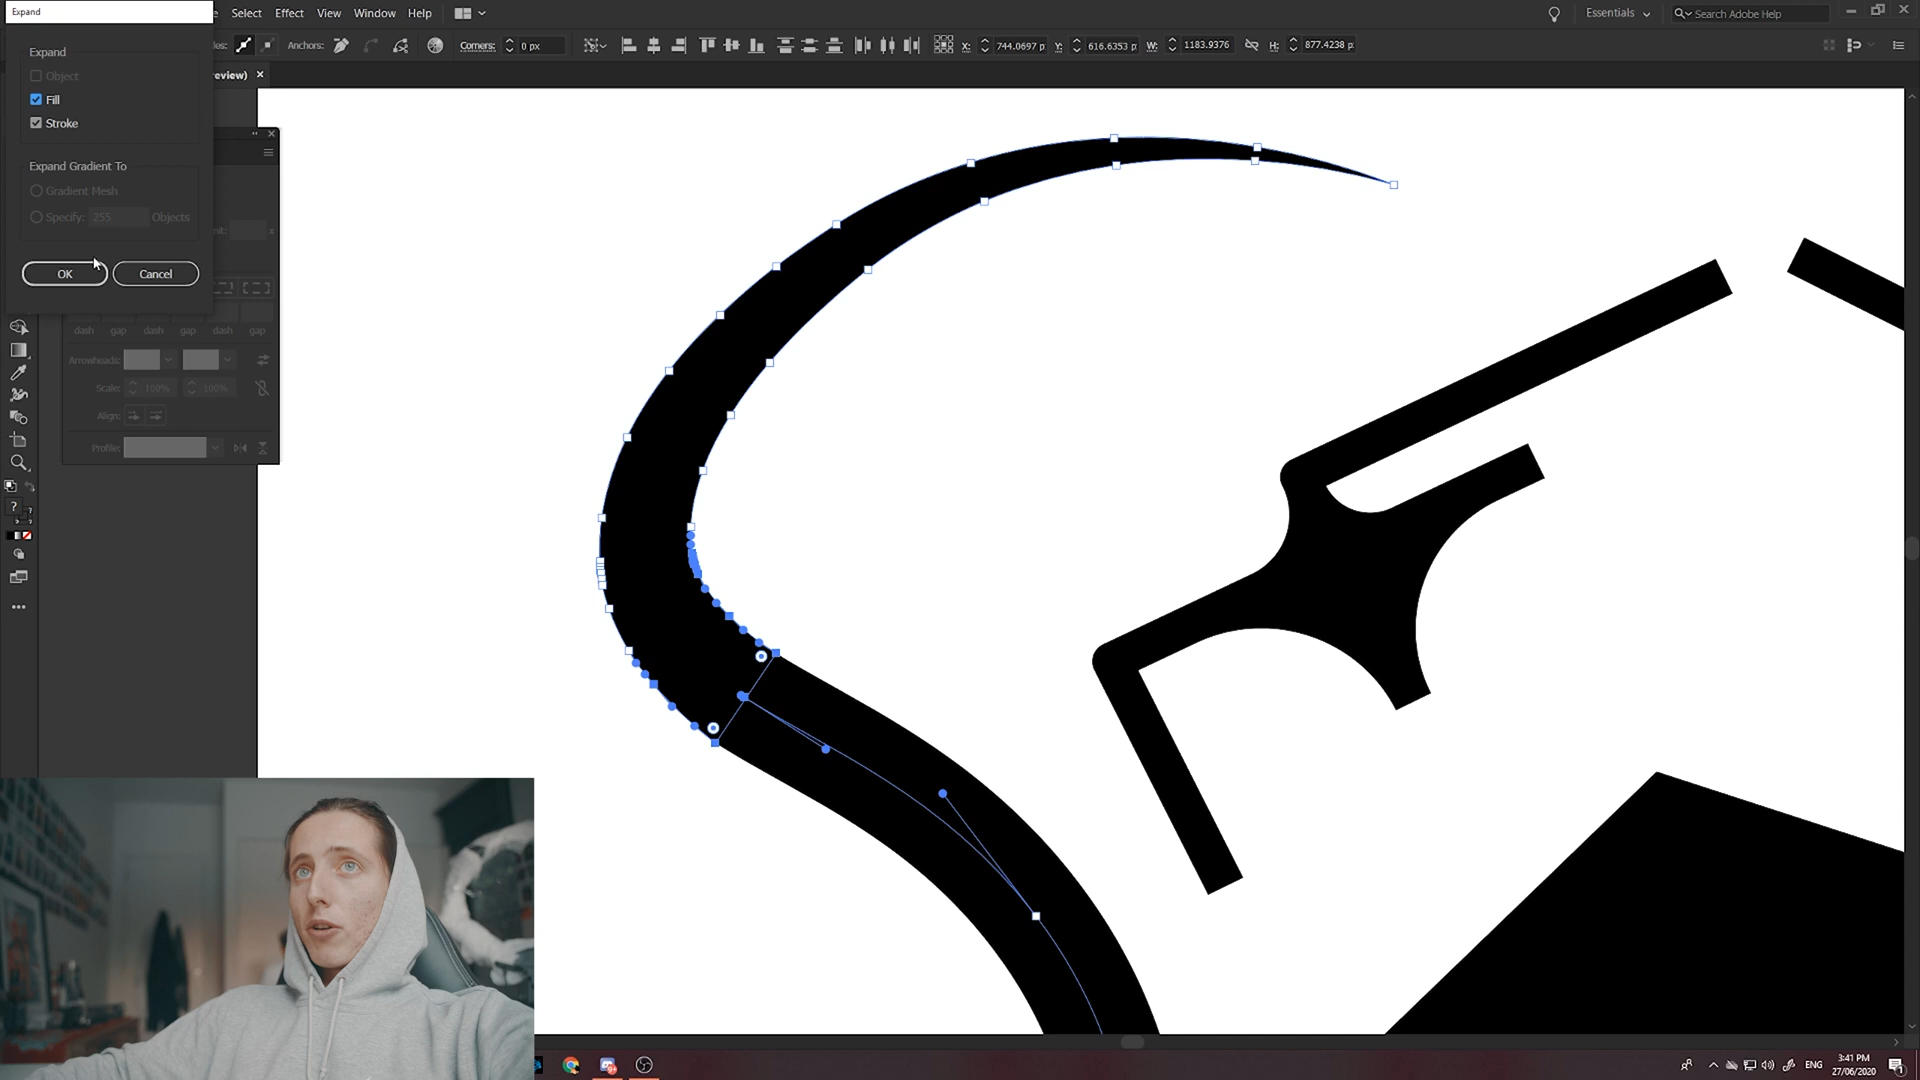 Expand
Select Effect View Window Help
Essentials
Search Adobe Help
Anchors:
Corners: 0 px
X: 744.0697 p
Y: 616.6353 p
W: 1183.9376
H: 877.4238 p
eview) ×
Expand
Object
Fill
Stroke
Expand Gradient To
Gradient Mesh
Specify: 255 Objects
OK Cancel
dash gap dash gap dash gap
Arrowheads:
Scale: 100% 100%
Align:
Profile:
ENG
3:41 PM
27/06/2020